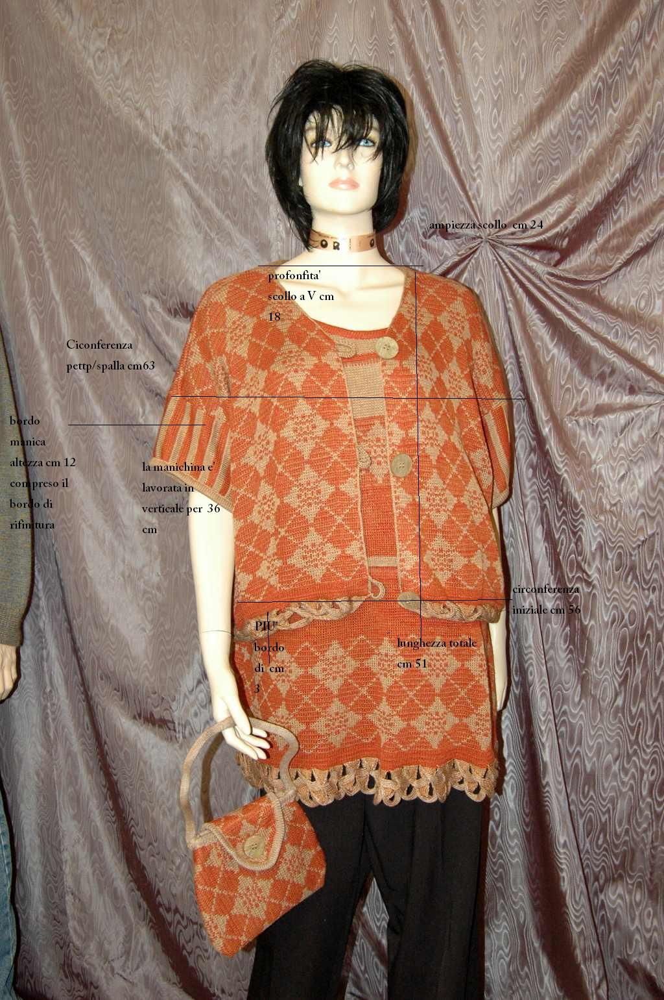 ampiezza scollo cm 24
O R O
profonfita'
scollo a V cm
18
Ciconferenza
pettp/spalla cm63
bordo
manica
altezza cm 12
compreso il
bordo di
rifinitura
la manichina e'
lavorata in
verticale per 36
cm
circonferenza
iniziale cm 56
PIU'
bordo
di cm
3
lunghezza totale
cm 51